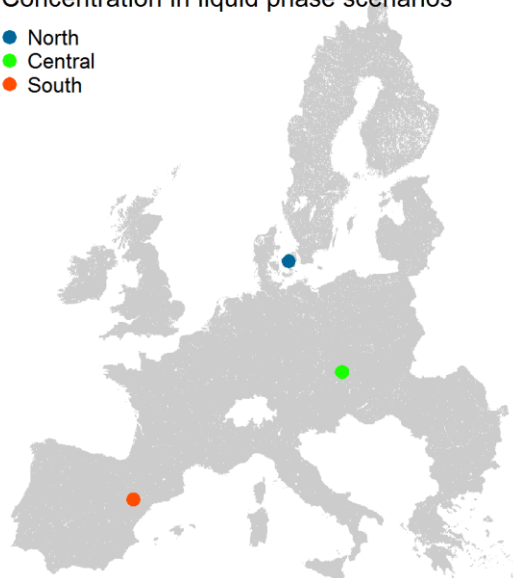 Concentration in liquid phase scenarios
North
Central
South